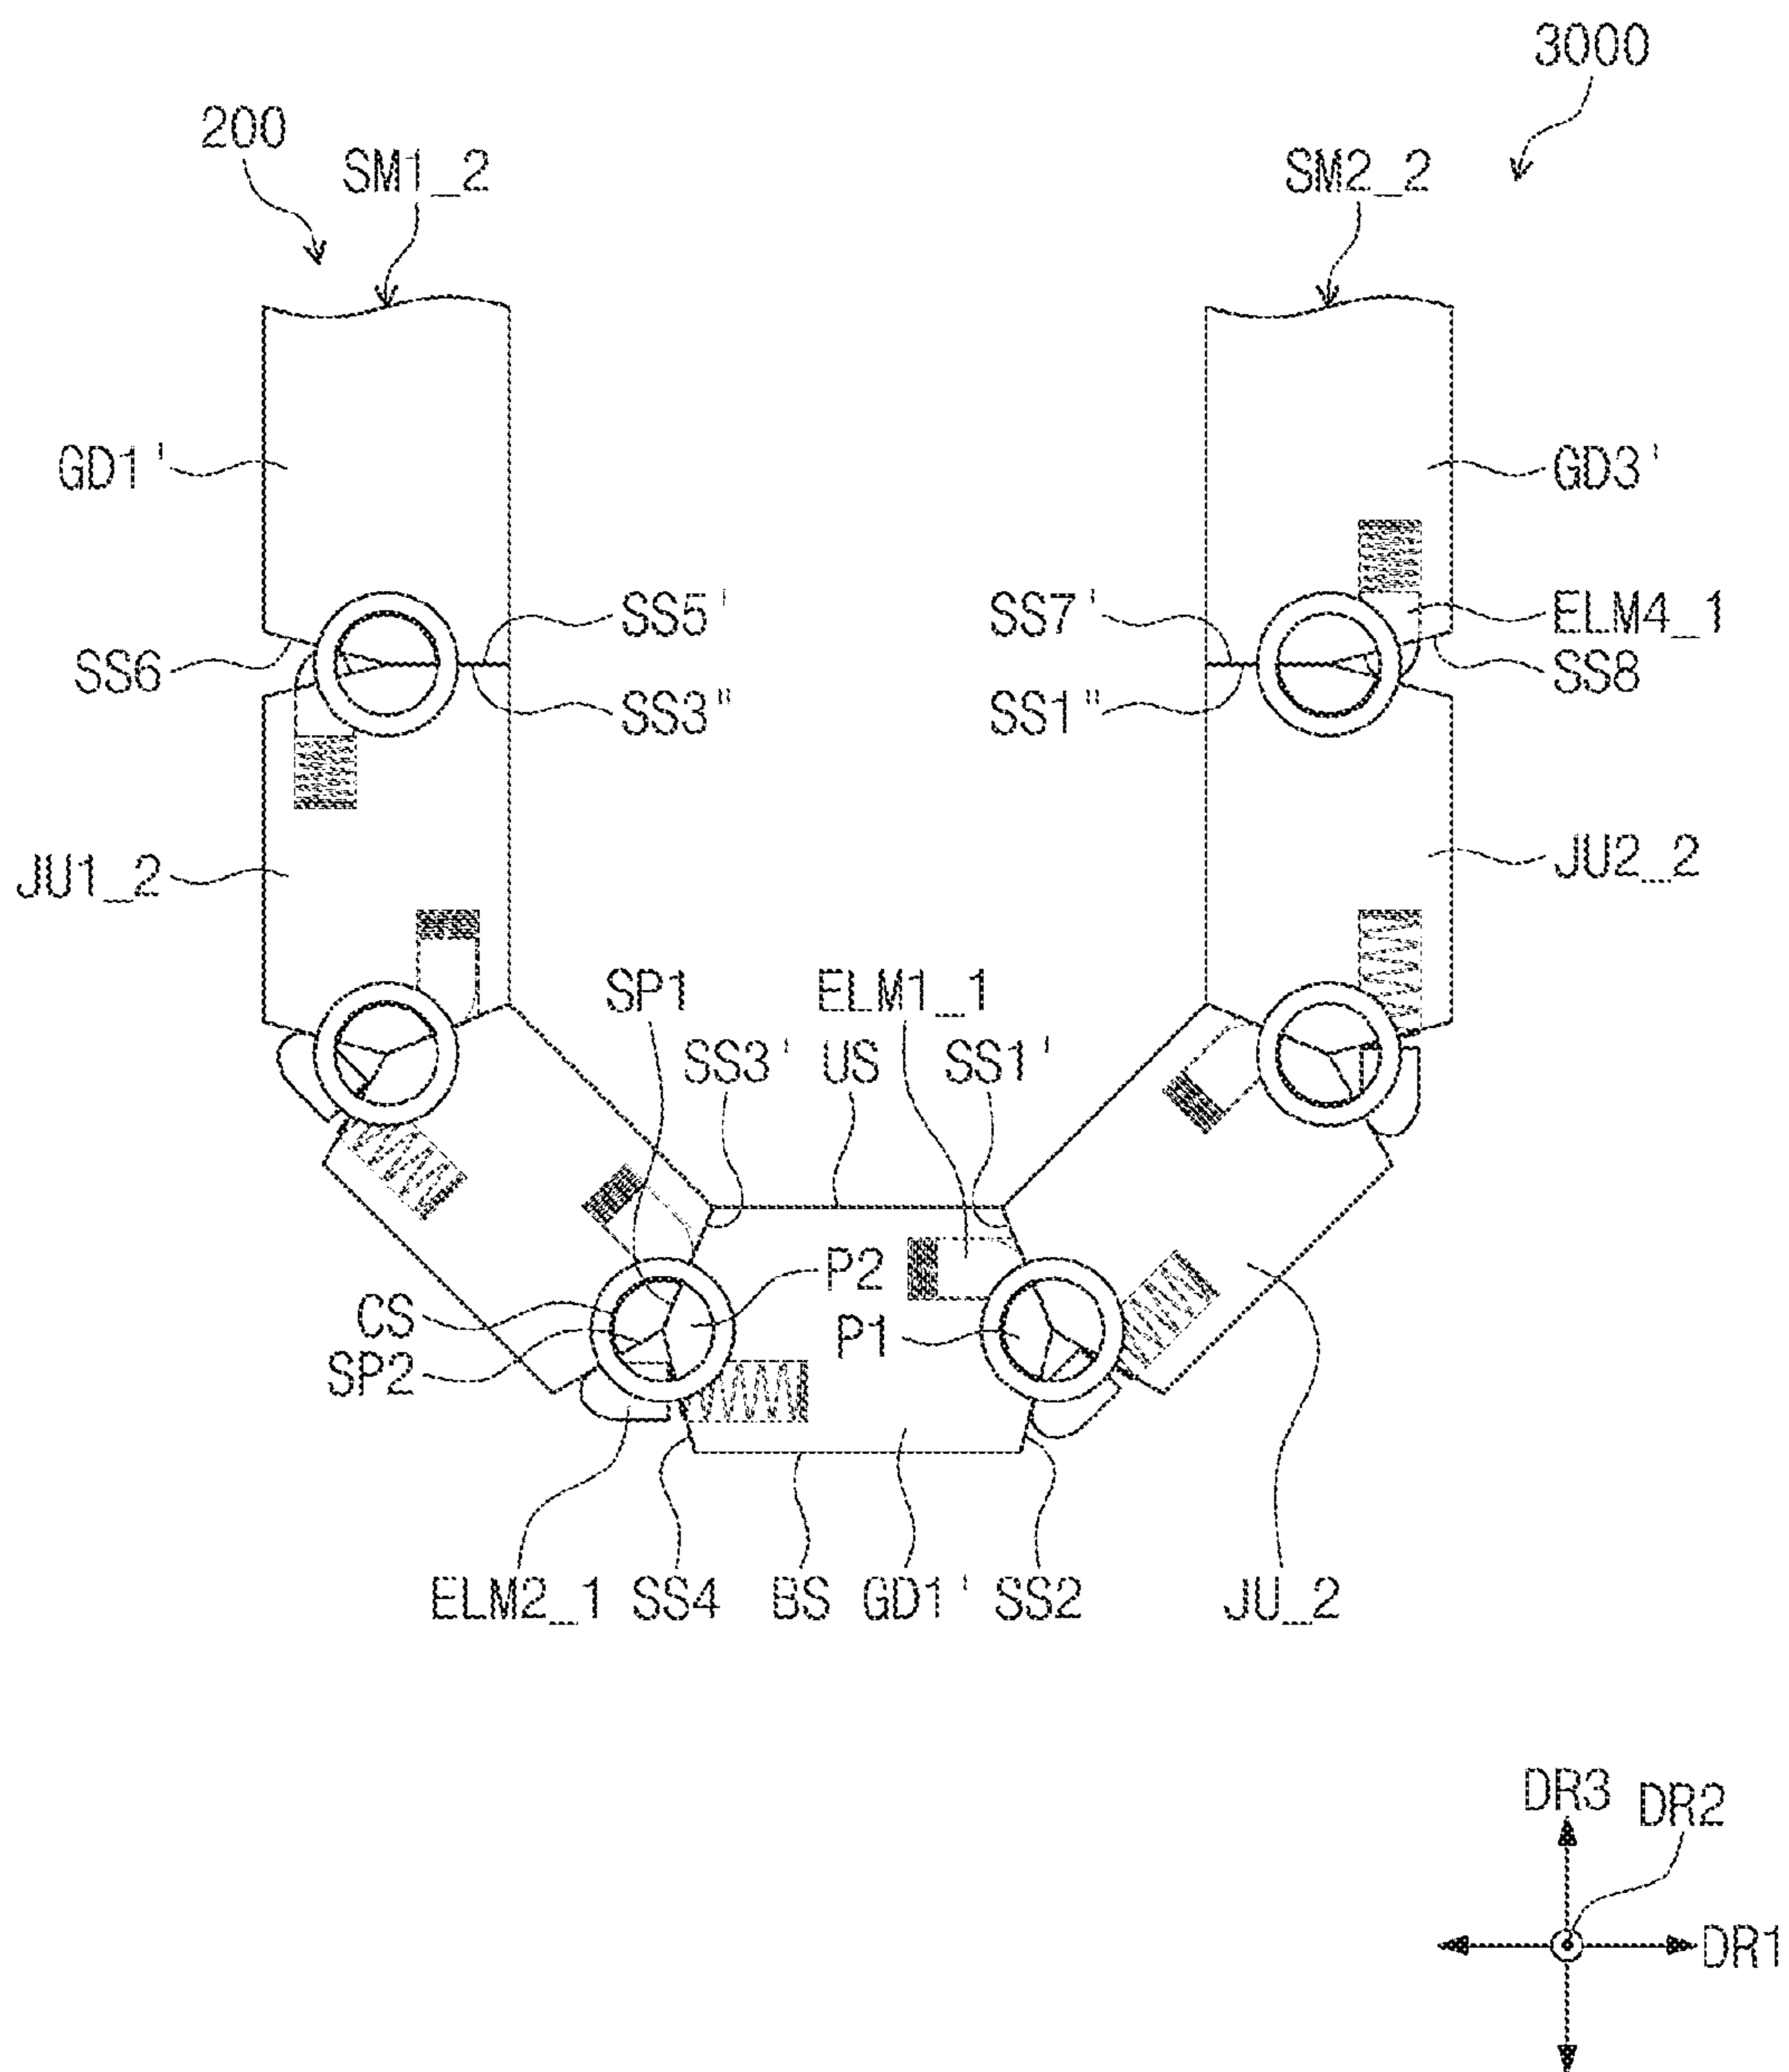 3000
200
SM1_2
SM2_2
GD1'
GD3'
SS5'
SS7'
ELM4_1
SS6
SS8
SS3"
SS1"
JU1_2
JU2_2
SP1
ELM1_1
SS3'
US
SS1'
P2
CS
P1
SP2
ELM2_1
SS4
BS
GD1'
SS2
JU_2
DR3
DR2
DR1